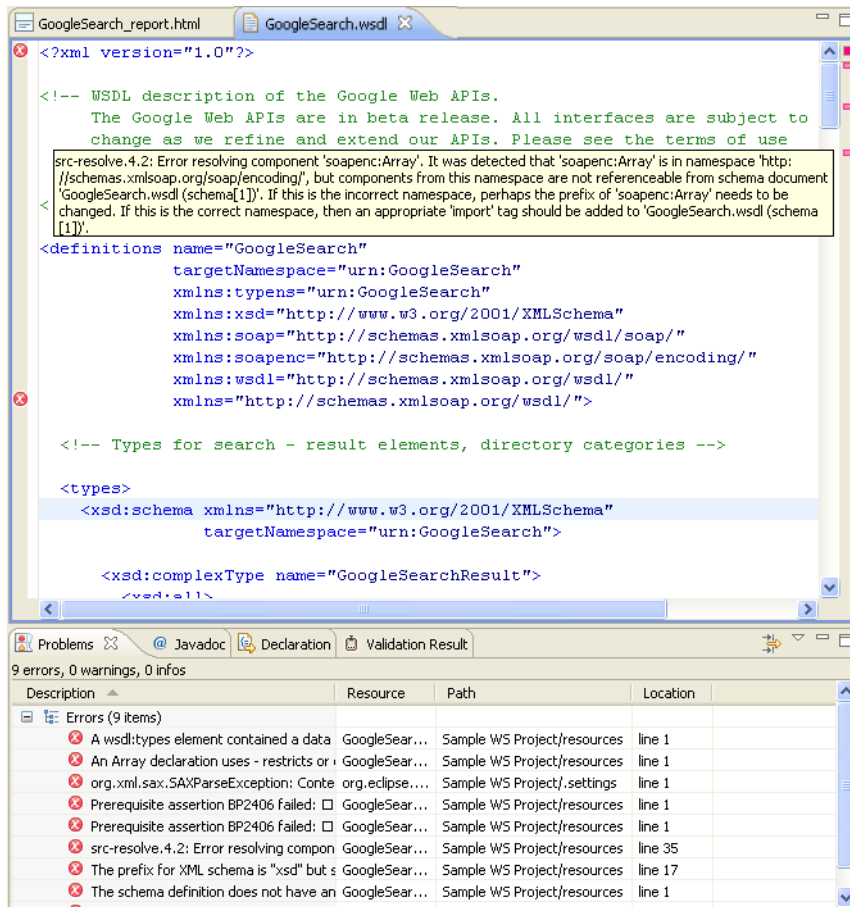 GoogleSearch_report.html
GoogleSearch.wsdl
<?xml version="1.0"?>
<!-- WSDL description of the Google Web APIs.
The Google Web APIs are in beta release. All interfaces are subject to
change as we refine and extend our APIs. Please see the terms of use
src-resolve.4.2: Error resolving component 'soapenc:Array'. It was detected that 'soapenc:Array' is in namespace 'http:
//schemas.xmlsoap.org/soap/encoding/', but components from this namespace are not referenceable from schema document
'GoogleSearch.wsdl (schema[1])'. If this is the incorrect namespace, perhaps the prefix of 'soapenc:Array' needs to be
changed. If this is the correct namespace, then an appropriate 'import' tag should be added to 'GoogleSearch.wsdl (schema
[1])'.
<
<definitions name="GoogleSearch"
targetNamespace="urn:GoogleSearch"
xmlns:typens="urn:GoogleSearch"
xmlns:xsd="http://www.w3.org/2001/XMLSchema"
xmlns:soap="http://schemas.xmlsoap.org/wsdl/soap/"
xmlns:soapenc="http://schemas.xmlsoap.org/soap/encoding/"
xmlns:wsdl="http://schemas.xmlsoap.org/wsdl/"
xmlns="http://schemas.xmlsoap.org/wsdl/">
<!-- Types for search - result elements, directory categories -->
<types>
<xsd:schema xmlns="http://www.w3.org/2001/XMLSchema"
targetNamespace="urn:GoogleSearch">
<xsd:complexType name="GoogleSearchResult">
<xsd:all>
Problems @ Javadoc Declaration Validation Result
9 errors, 0 warnings, 0 infos
Description Resource Path Location
Errors (9 items)
A wsdl:types element contained a data GoogleSear... Sample WS Project/resources line 1
An Array declaration uses - restricts or GoogleSear... Sample WS Project/resources line 1
org.xml.sax.SAXParseException: Conte org.eclipse.... Sample WS Project/.settings line 1
Prerequisite assertion BP2406 failed: □ GoogleSear... Sample WS Project/resources line 1
Prerequisite assertion BP2406 failed: □ GoogleSear... Sample WS Project/resources line 1
src-resolve.4.2: Error resolving compon GoogleSear... Sample WS Project/resources line 35
The prefix for XML schema is "xsd" but s GoogleSear... Sample WS Project/resources line 17
The schema definition does not have an GoogleSear... Sample WS Project/resources line 1